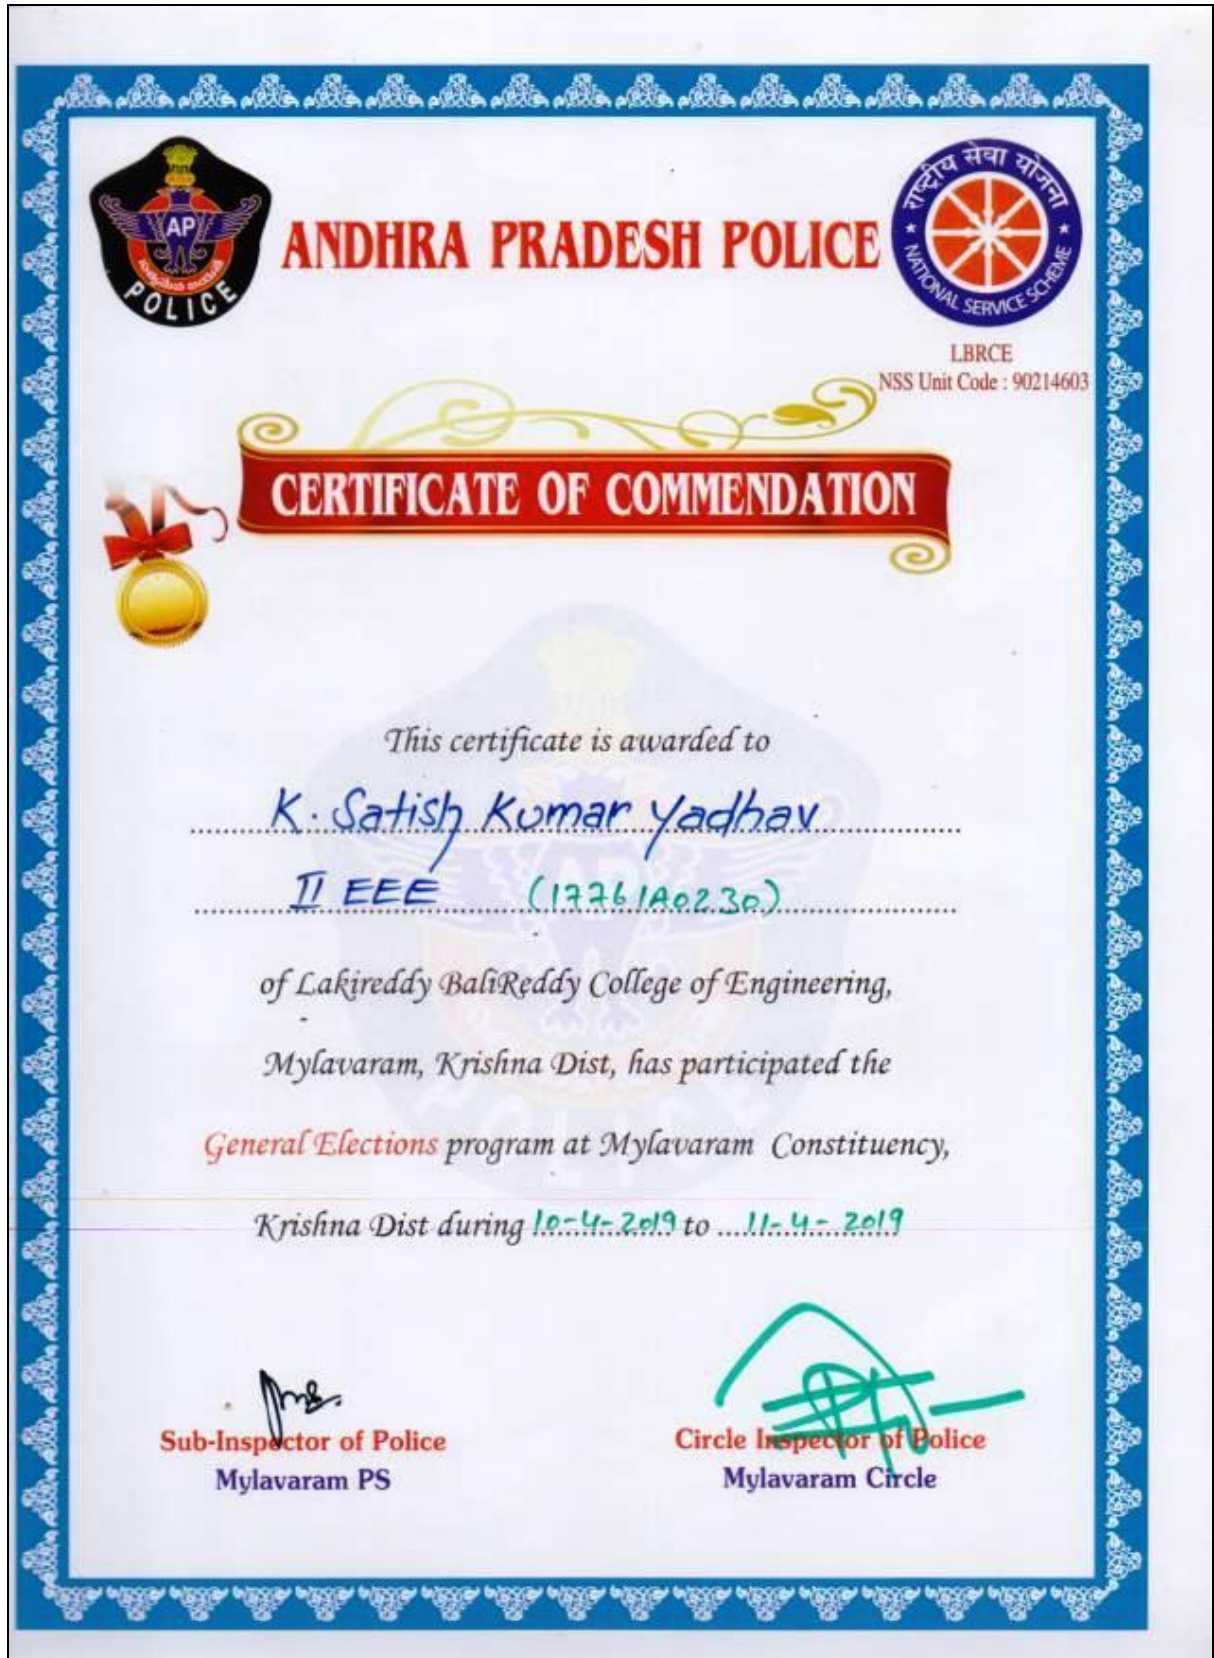 AP
POLICE
ANDHRA PRADESH POLICE
राष्ट्रीय सेवा योजना
NATIONAL SERVICE SCHEME
LBRCE
NSS Unit Code : 90214603
CERTIFICATE OF COMMENDATION
This certificate is awarded to
K. Satish Kumar Yadhav
II EEE (17761A0230)
of Lakireddy BaliReddy College of Engineering,
Mylavaram, Krishna Dist, has participated the
General Elections program at Mylavaram Constituency,
Krishna Dist during 10-4-2019 to 11-4-2019
Sub-Inspector of Police
Mylavaram PS
Circle Inspector of Police
Mylavaram Circle